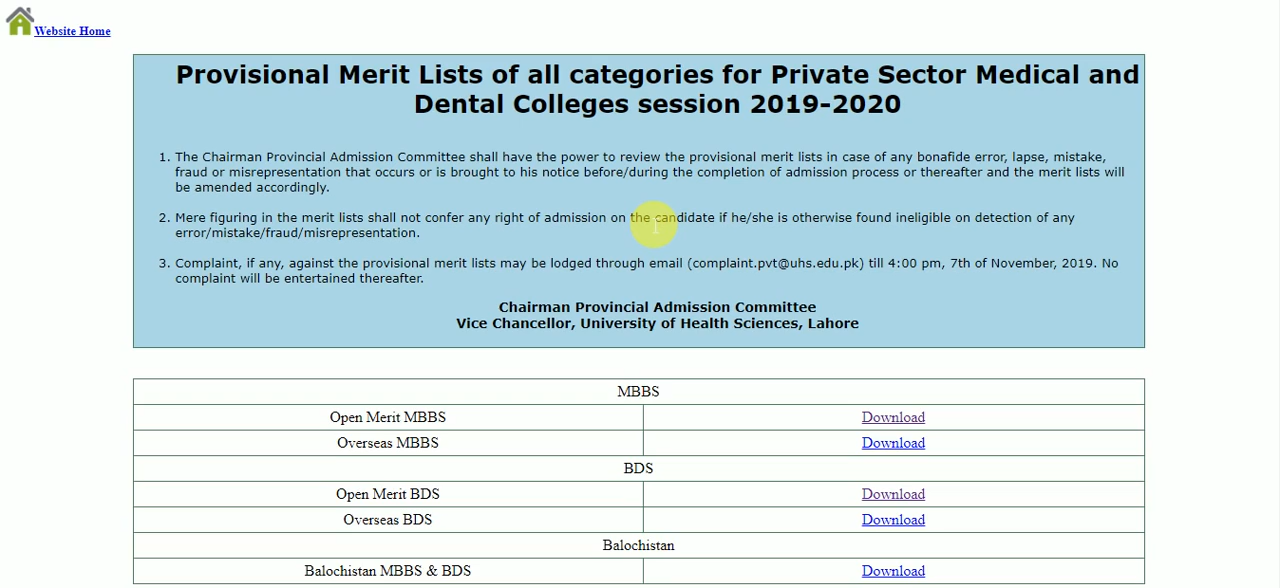 Website Home
Provisional Merit Lists of all categories for Private Sector Medical and
Dental Colleges session 2019-2020
1. The Chairman Provincial Admission Committee shall have the power to review the provisional merit lists in case of any bonafide error, lapse, mistake,
fraud or misrepresentation that occurs or is brought to his notice before/during the completion of admission process or thereafter and the merit lists will
be amended accordingly.
2. Mere figuring in the merit lists shall not confer any right of admission on the candidate if he/she is otherwise found ineligible on detection of any
error/mistake/fraud/misrepresentation.
3. Complaint, if any, against the provisional merit lists may be lodged through email (complaint.pvt@uhs.edu.pk) till 4:00 pm, 7th of November, 2019. No
complaint will be entertained thereafter.
Chairman Provincial Admission Committee
Vice Chancellor, University of Health Sciences, Lahore
MBBS
Open Merit MBBS Download
Overseas MBBS Download
BDS
Open Merit BDS Download
Overseas BDS Download
Balochistan
Balochistan MBBS & BDS Download